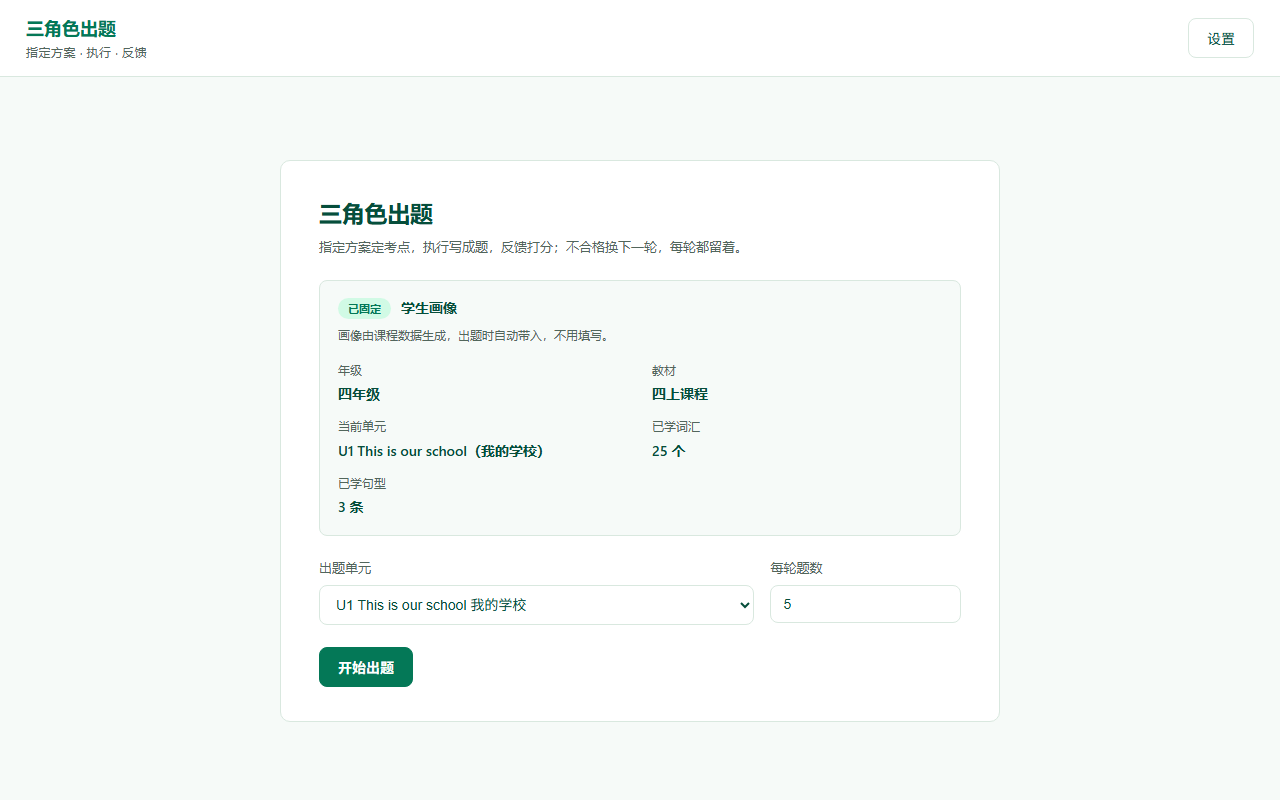 三角色出题
指定方案 · 执行 · 反馈
设置
三角色出题
指定方案定考点，执行写成题，反馈打分；不合格换下一轮，每轮都留着。
已固定 学生画像
画像由课程数据生成，出题时自动带入，不用填写。
年级
四年级
教材
四上课程
当前单元
U1 This is our school（我的学校）
已学词汇
25 个
已学句型
3 条
出题单元
U1 This is our school 我的学校
每轮题数
5
开始出题